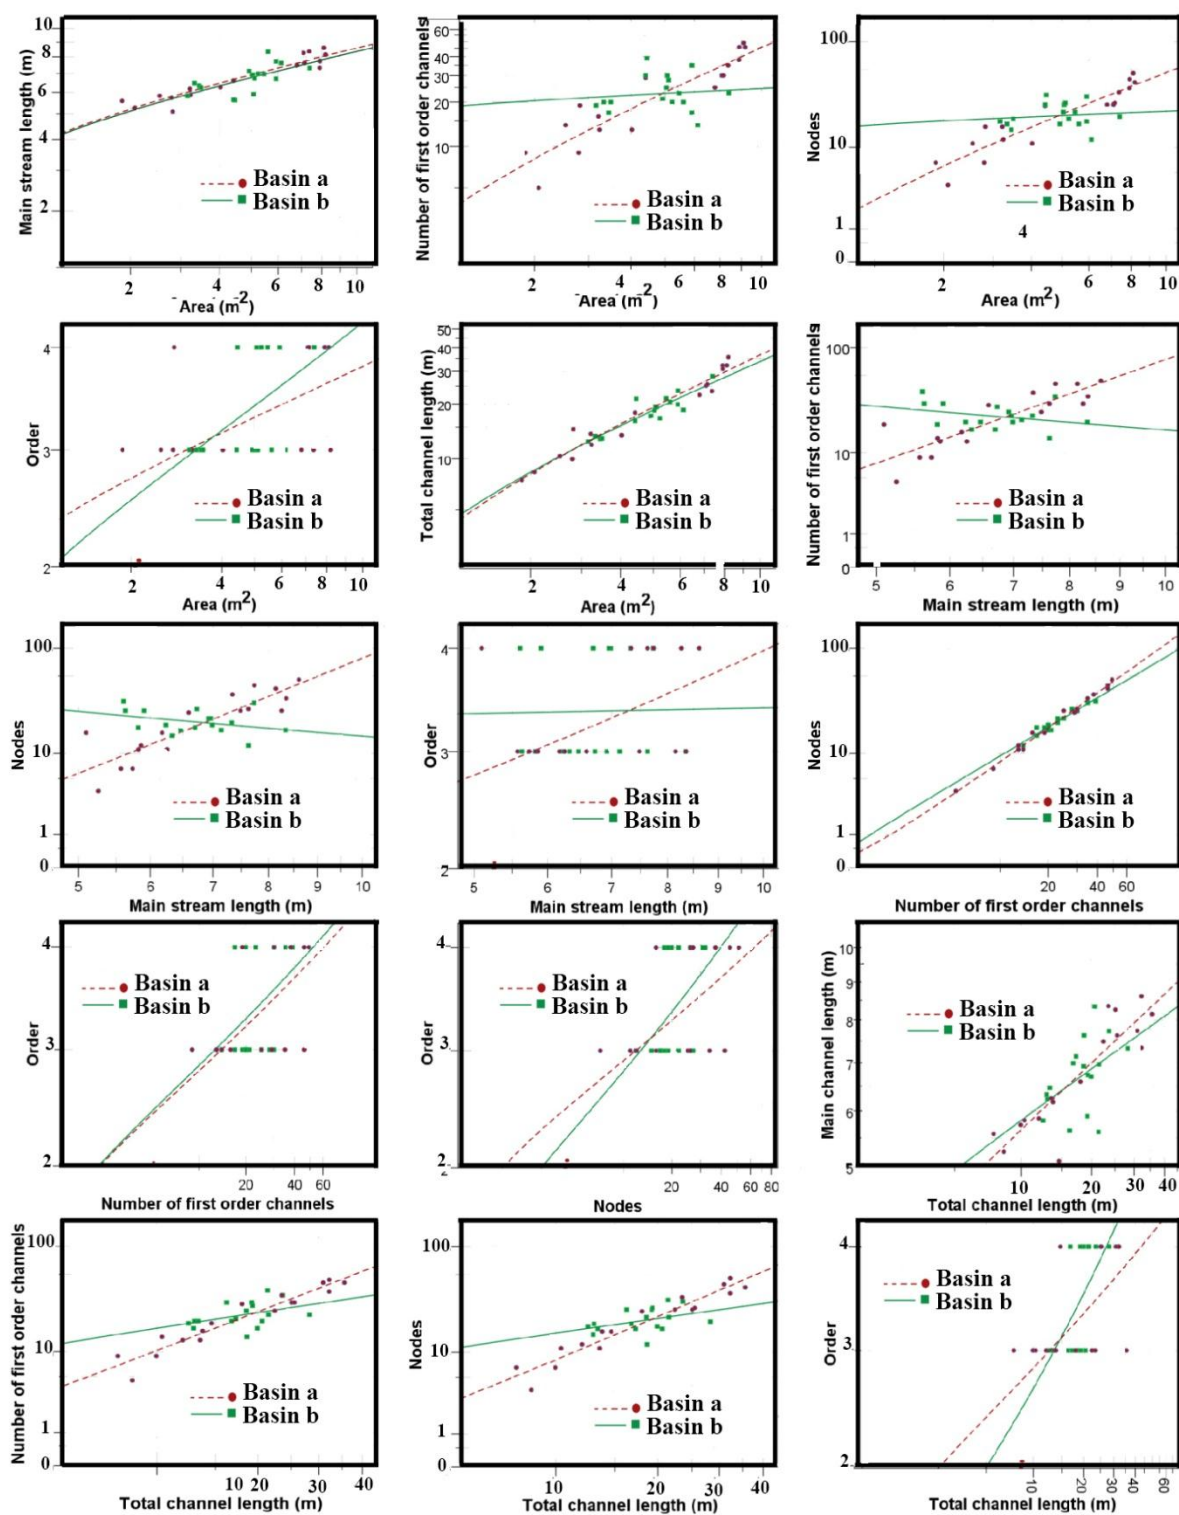 10
8
6
4
2
Main stream length (m)
Basin a
Basin b
2
4
6
8
10
Area (m-2)
60
40
30
20
10
Number of first order channels
Basin a
Basin b
2
4
6
8
10
Area (m-2)
100
10
1
0
Nodes
Basin a
Basin b
4
2
4
6
8
10
Area (m2)
4
3
2
Order
Basin a
Basin b
2
4
6
8
10
Area (m2)
50
40
30
20
10
Total channel length (m)
Basin a
Basin b
2
4
6
8
10
Area (m2)
100
10
1
0
Number of first order channels
Basin a
Basin b
5
6
7
8
9
10
Main stream length (m)
100
10
1
0
Nodes
Basin a
Basin b
5
6
7
8
9
10
Main stream length (m)
4
3
2
Order
Basin a
Basin b
5
6
7
8
9
10
Main stream length (m)
100
10
1
0
Nodes
Basin a
Basin b
20
40
60
Number of first order channels
4
3
2
Order
Basin a
Basin b
20
40
60
Number of first order channels
4
3
2
Order
Basin a
Basin b
20
40
60
80
Nodes
10
9
8
7
6
5
Main channel length (m)
Basin a
Basin b
10
20
30
40
Total channel length (m)
100
10
1
0
Number of first order channels
Basin a
Basin b
10
20
30
40
Total channel length (m)
100
10
1
0
Nodes
Basin a
Basin b
10
20
30
40
Total channel length (m)
4
3
2
Order
Basin a
Basin b
10
20
30
40
50
60
Total channel length (m)